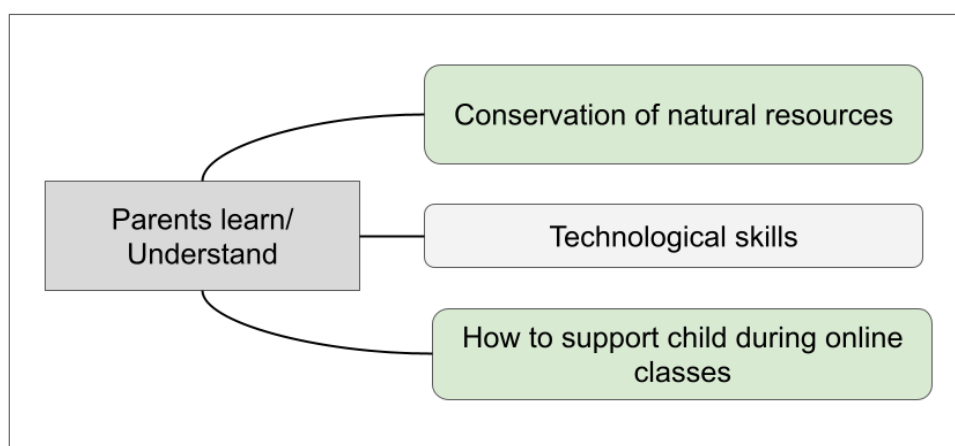 Conservation of natural resources
Parents learn/
Understand
Technological skills
How to support child during online
classes